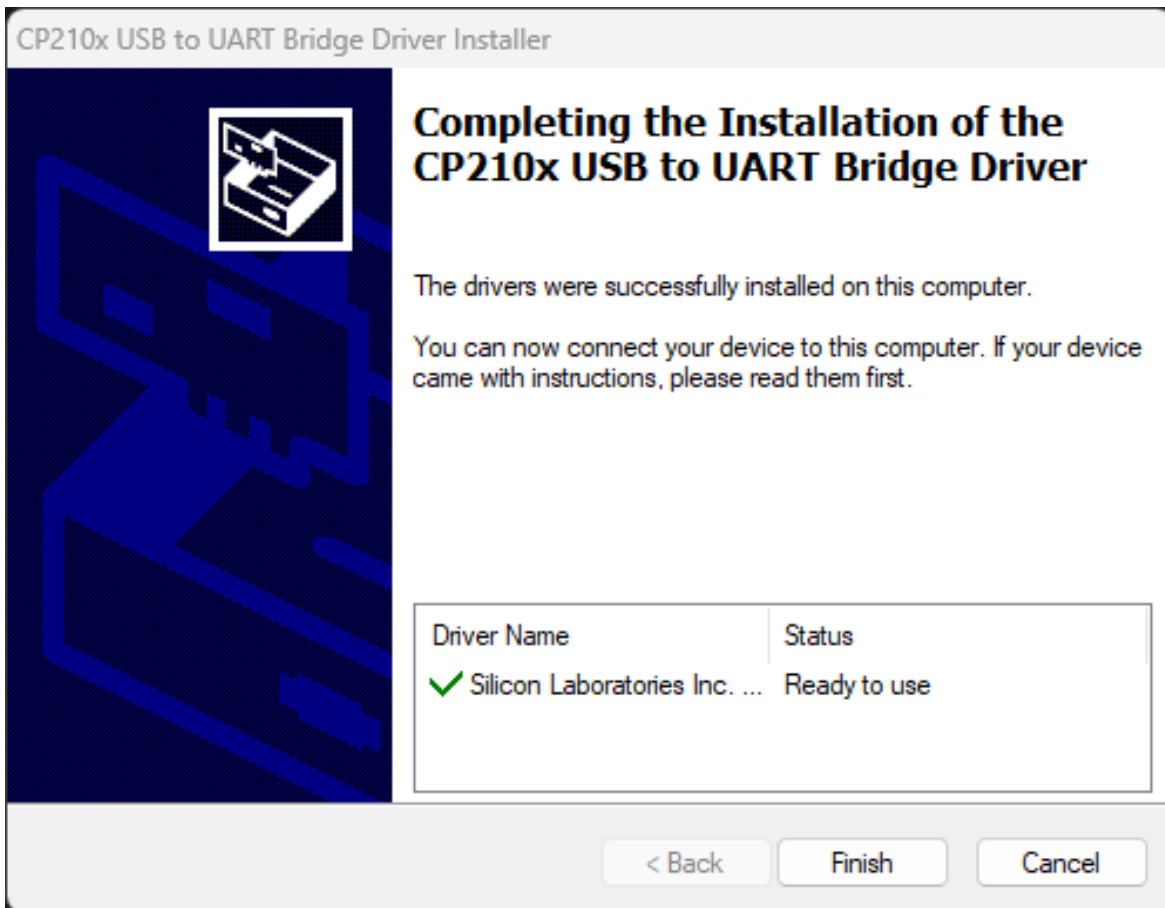 CP210x USB to UART Bridge Driver Installer
Completing the Installation of the
CP210x USB to UART Bridge Driver
The drivers were successfully installed on this computer.
You can now connect your device to this computer. If your device
came with instructions, please read them first.
Driver Name Status
Silicon Laboratories Inc. ... Ready to use
< Back Finish Cancel